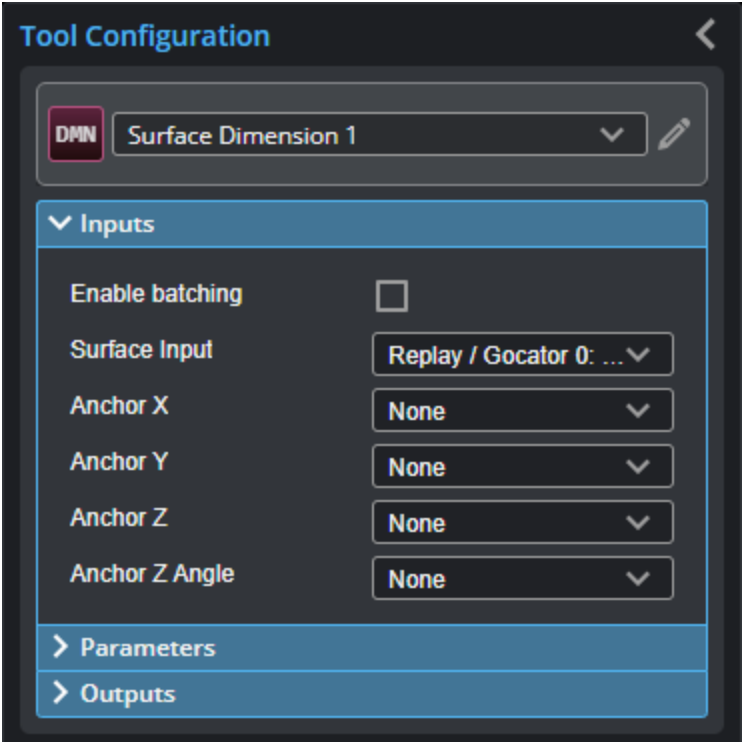 Tool Configuration
DMN Surface Dimension 1
Inputs
Enable batching
Surface Input Replay / Gocator 0: ...
Anchor X None
Anchor Y None
Anchor Z None
Anchor Z Angle None
Parameters
Outputs